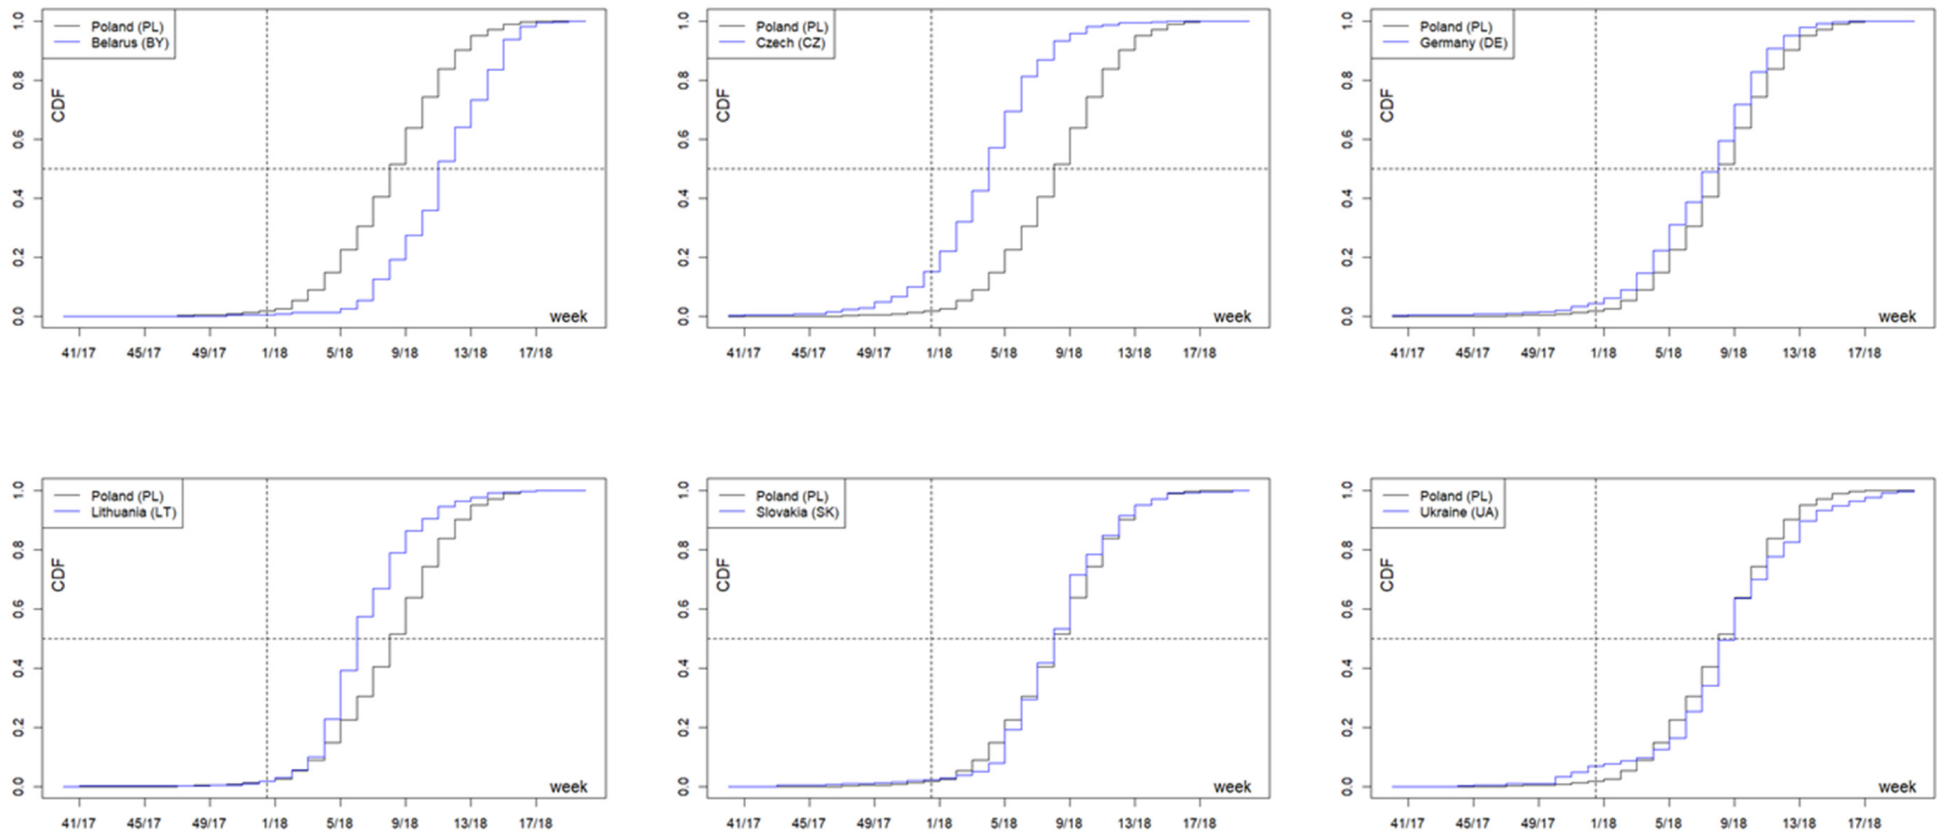 Poland (PL)
Belarus (BY)
CDF
0.0 0.2 0.4 0.6 0.8 1.0
week
41/17 45/17 49/17 1/18 5/18 9/18 13/18 17/18
Poland (PL)
Czech (CZ)
CDF
0.0 0.2 0.4 0.6 0.8 1.0
week
41/17 45/17 49/17 1/18 5/18 9/18 13/18 17/18
Poland (PL)
Germany (DE)
CDF
0.0 0.2 0.4 0.6 0.8 1.0
week
41/17 45/17 49/17 1/18 5/18 9/18 13/18 17/18
Poland (PL)
Lithuania (LT)
CDF
0.0 0.2 0.4 0.6 0.8 1.0
week
41/17 45/17 49/17 1/18 5/18 9/18 13/18 17/18
Poland (PL)
Slovakia (SK)
CDF
0.0 0.2 0.4 0.6 0.8 1.0
week
41/17 45/17 49/17 1/18 5/18 9/18 13/18 17/18
Poland (PL)
Ukraine (UA)
CDF
0.0 0.2 0.4 0.6 0.8 1.0
week
41/17 45/17 49/17 1/18 5/18 9/18 13/18 17/18